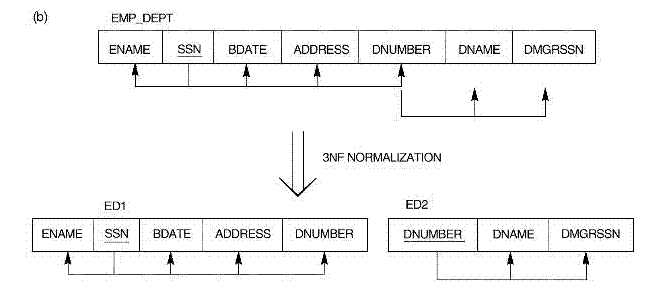 (b)
EMP_DEPT
ENAME SSN BDATE ADDRESS DNUMBER DNAME DMGRSSN
3NF NORMALIZATION
ED1
ENAME SSN BDATE ADDRESS DNUMBER
ED2
DNUMBER DNAME DMGRSSN